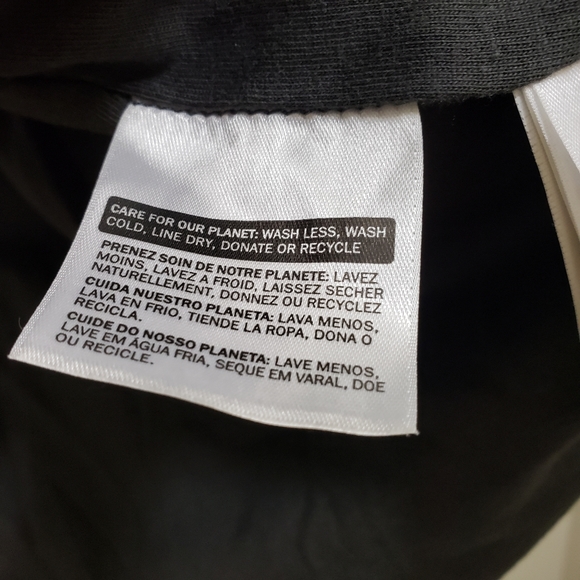 CARE FOR OUR PLANET: WASH LESS, WASH
COLD, LINE DRY, DONATE OR RECYCLE
PRENEZ SOIN DE NOTRE PLANETE: LAVEZ
MOINS, LAVEZ A FROID, LAISSEZ SECHER
NATURELLEMENT, DONNEZ OU RECYCLEZ
CUIDA NUESTRO PLANETA: LAVA MENOS,
LAVA EN FRIO, TIENDE LA ROPA, DONA O
RECICLA.
CUIDE DO NOSSO PLANETA: LAVE MENOS,
LAVE EM ÁGUA FRIA, SEQUE EM VARAL, DOE
OU RECICLE.